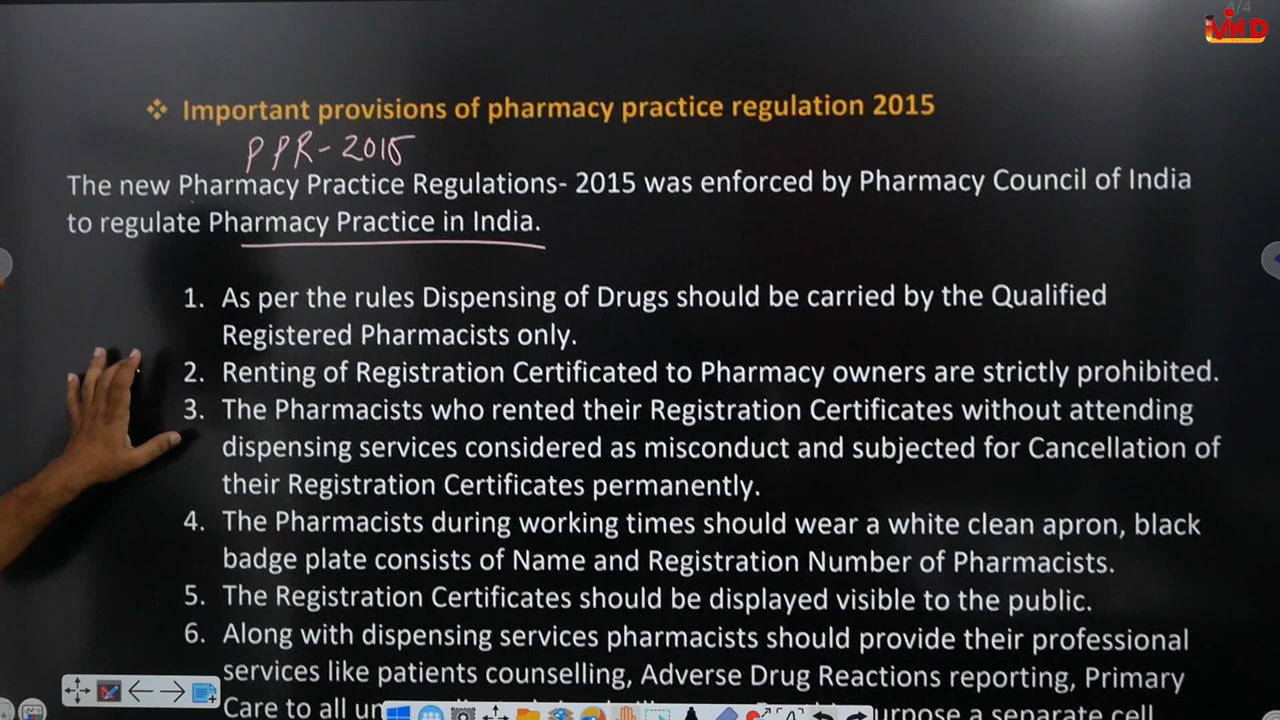 4/4
❖ Important provisions of pharmacy practice regulation 2015
PPR-2015
The new Pharmacy Practice Regulations- 2015 was enforced by Pharmacy Council of India
to regulate Pharmacy Practice in India.
1. As per the rules Dispensing of Drugs should be carried by the Qualified
Registered Pharmacists only.
2. Renting of Registration Certificated to Pharmacy owners are strictly prohibited.
3. The Pharmacists who rented their Registration Certificates without attending
dispensing services considered as misconduct and subjected for Cancellation of
their Registration Certificates permanently.
4. The Pharmacists during working times should wear a white clean apron, black
badge plate consists of Name and Registration Number of Pharmacists.
5. The Registration Certificates should be displayed visible to the public.
6. Along with dispensing services pharmacists should provide their professional
services like patients counselling, Adverse Drug Reactions reporting, Primary
Care to all un urpose a separate cell